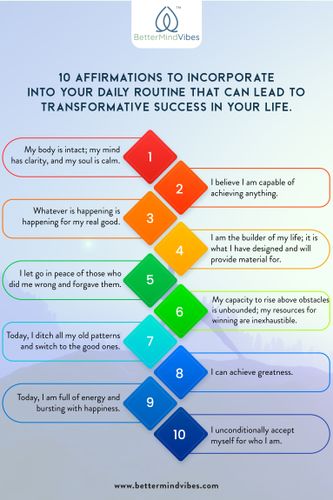 BetterMindVibes™
10 AFFIRMATIONS TO INCORPORATE
INTO YOUR DAILY ROUTINE THAT CAN LEAD TO
TRANSFORMATIVE SUCCESS IN YOUR LIFE.
My body is intact; my mind
has clarity, and my soul is calm.
1
2
I believe I am capable of
achieving anything.
Whatever is happening is
happening for my real good.
3
4
I am the builder of my life; it is
what I have designed and will
provide material for.
I let go in peace of those who
did me wrong and forgave them.
5
6
My capacity to rise above obstacles
is unbounded; my resources for
winning are inexhaustible.
Today, I ditch all my old patterns
and switch to the good ones.
7
8
I can achieve greatness.
Today, I am full of energy and
bursting with happiness.
9
10
I unconditionally accept
myself for who I am.
www.bettermindvibes.com